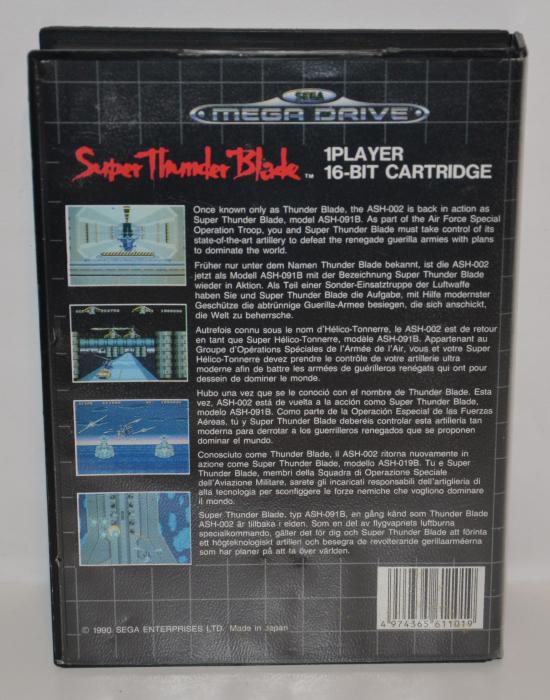 SEGA
MEGA DRIVE
Super Thunder Blade ™
1PLAYER
16-BIT CARTRIDGE
Once known only as Thunder Blade, the ASH-002 is back in action as
Super Thunder Blade, model ASH-091B. As part of the Air Force Special
Operation Troop, you and Super Thunder Blade must take control of its
state-of-the-art artillery to defeat the renegade guerilla armies with plans
to dominate the world.
Früher nur unter dem Namen Thunder Blade bekannt, ist die ASH-002
jetzt als Modell ASH-091B mit der Bezeichnung Super Thunder Blade
wieder in Aktion. Als Teil einer Sonder-Einsatztruppe der Luftwaffe
haben Sie und Super Thunder Blade die Aufgabe, mit Hilfe modernster
Geschütze die abtrünnige Guerilla-Armee besiegen, die sich anschickt,
die Welt zu beherrsche.
Autrefois connu sous le nom d'Hélico-Tonnerre, le ASH-002 est de retour
en tant que Super Hélico-Tonnerre, modèle ASH-091B. Appartenant au
Groupe d'Opérations Spéciales de l'Armée de l'Air, vous et votre Super
Hélico-Tonnerre devez prendre le contrôle de votre artillerie ultra
moderne afin de battre les armées de guérilleros renégats qui ont pour
dessein de dominer le monde.
Hubo una vez que se le conoció con el nombre de Thunder Blade. Esta
vez, ASH-002 está de vuelta a la acción como Super Thunder Blade,
modelo ASH-091B. Como parte de la Operación Especial de las Fuerzas
Aéreas, tú y Super Thunder Blade debereis controlar esta artillería tan
moderna para derrotar a los guerrilleros renegados que se proponen
dominar el mundo.
Conosciuto come Thunder Blade, il ASH-002 ritorna nuovamente in
azione come Super Thunder Blade, modello ASH-019B. Tu e Super
Thunder Blade, membri della Squadra di Operazione Speciale
dell'Aviazione Militare, sarete gli incaricati responsabili dell'artiglieria di
alta tecnologia per sconfiggere le forze nemiche che vogliono dominare
il mondo.
Super Thunder Blade, typ ASH-091B, en gång känd som Thunder Blade
ASH-002 är tillbaka i elden. Som en del av flygvapnets luftburna
specialkommando, gäller det för dig och Super Thunder Blade att förinta
ett högteknologiskt artilleri och besegra de revolterande gerillaarméerna
som har planer på att ta över världen.
4 974365 611019
© 1990 SEGA ENTERPRISES LTD. Made in Japan